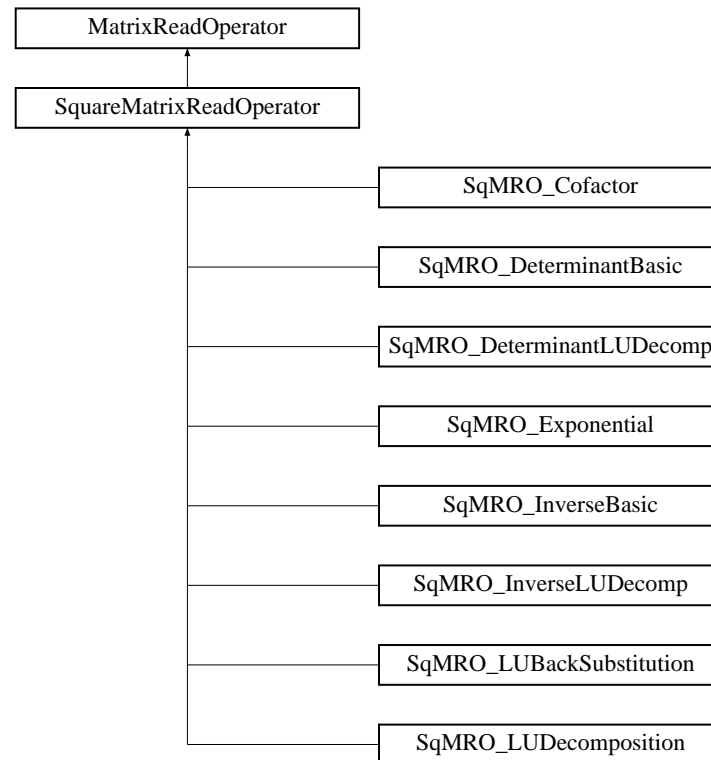 MatrixReadOperator
SquareMatrixReadOperator
SqMRO_Cofactor
SqMRO_DeterminantBasic
SqMRO_DeterminantLUDecomp
SqMRO_Exponential
SqMRO_InverseBasic
SqMRO_InverseLUDecomp
SqMRO_LUBackSubstitution
SqMRO_LUDecomposition